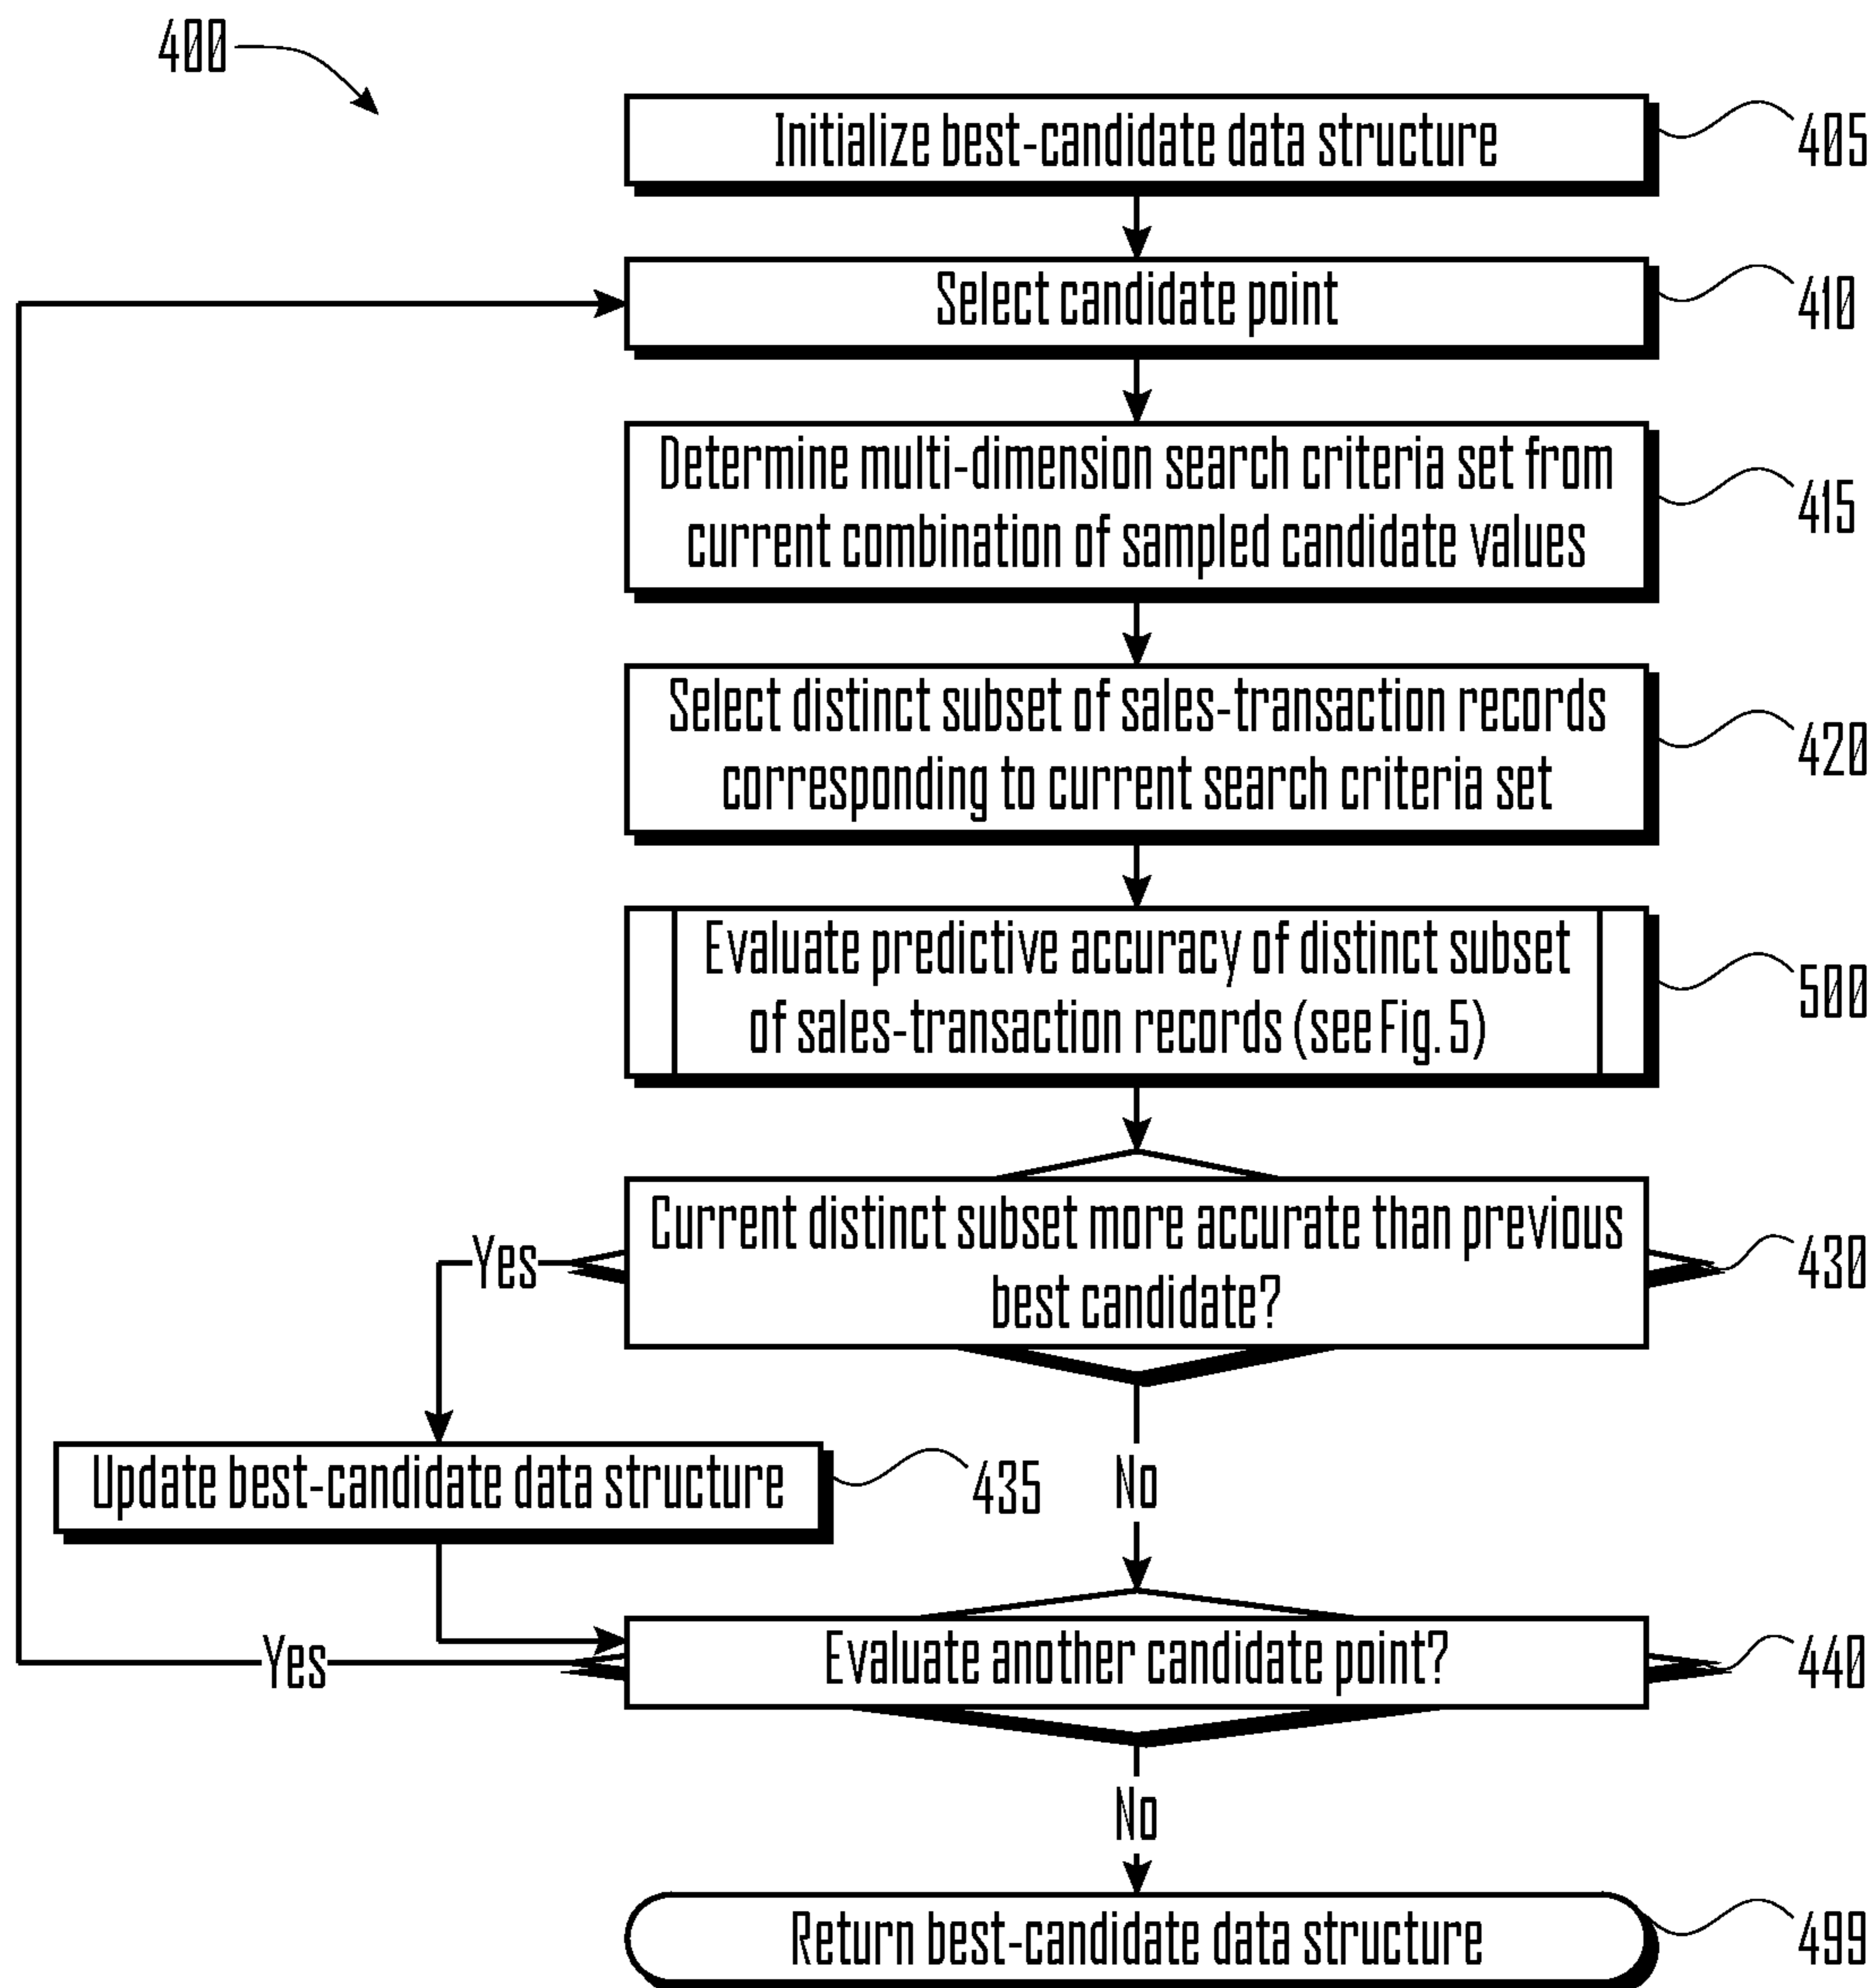 400
Initialize best-candidate data structure
405
Select candidate point
410
Determine multi-dimension search criteria set from
current combination of sampled candidate values
415
Select distinct subset of sales-transaction records
corresponding to current search criteria set
420
Evaluate predictive accuracy of distinct subset
of sales-transaction records (see Fig. 5)
500
Current distinct subset more accurate than previous
best candidate?
430
Yes
Update best-candidate data structure
435
No
Evaluate another candidate point?
440
Yes
No
Return best-candidate data structure
499